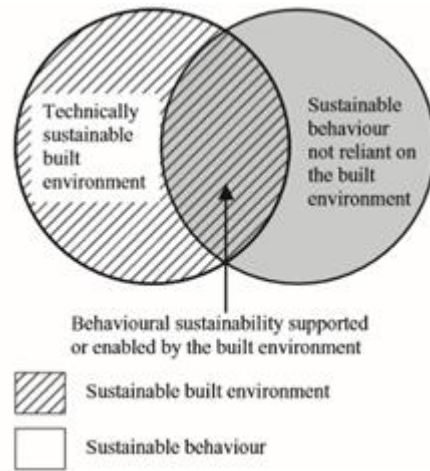 Technically
sustainable
built
environment
Sustainable
behaviour
not reliant on
the built
environment
Behavioural sustainability supported
or enabled by the built environment
Sustainable built environment
Sustainable behaviour